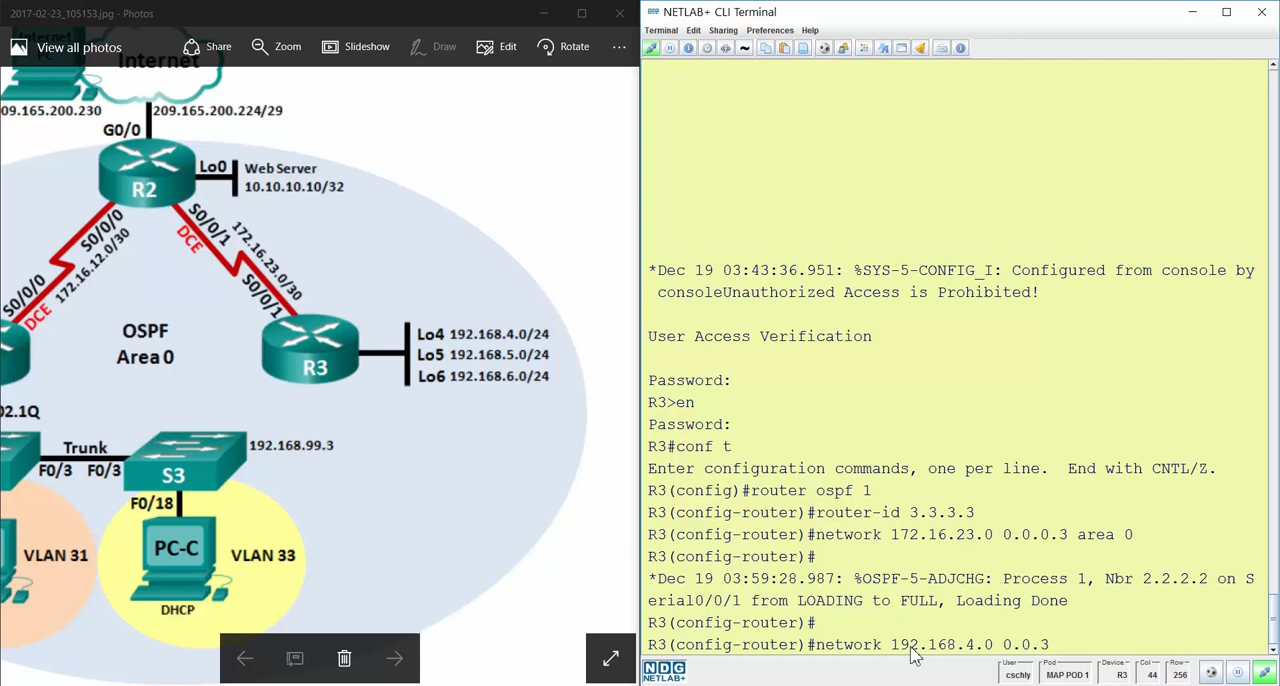 2017-02-23_105153.jpg - Photos
View all photos
Share
Zoom
Slideshow
Draw
Edit
Rotate
Internet
PC
09.165.200.230
209.165.200.224/29
G0/0
Lo0
Web Server
10.10.10.10/32
R2
S0/0/0
S0/0/1
172.16.23.0/30
DCE
172.16.12.0/30
S0/0/1
S0/0/0
DCE
OSPF
Area 0
R3
Lo4 192.168.4.0/24
Lo5 192.168.5.0/24
Lo6 192.168.6.0/24
02.1Q
Trunk
192.168.99.3
F0/3 F0/3
S3
F0/18
VLAN 31
PC-C
VLAN 33
DHCP
NETLAB+ CLI Terminal
Terminal Edit Sharing Preferences Help
*Dec 19 03:43:36.951: %SYS-5-CONFIG_I: Configured from console by
consoleUnauthorized Access is Prohibited!
User Access Verification
Password:
R3>en
Password:
R3#conf t
Enter configuration commands, one per line. End with CNTL/Z.
R3(config)#router ospf 1
R3(config-router)#router-id 3.3.3.3
R3(config-router)#network 172.16.23.0 0.0.0.3 area 0
R3(config-router)#
*Dec 19 03:59:28.987: %OSPF-5-ADJCHG: Process 1, Nbr 2.2.2.2 on S
erial0/0/1 from LOADING to FULL, Loading Done
R3(config-router)#
R3(config-router)#network 192.168.4.0 0.0.3
NDG
NETLAB+
User
cschly
Pod
MAP POD 1
Device
R3
Col
44
Row
256